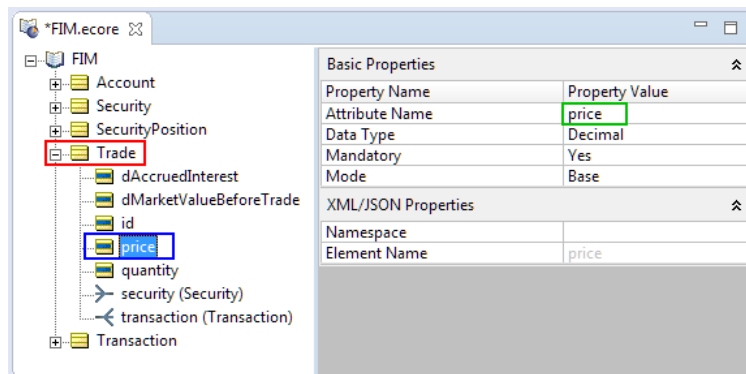 *FIM.ecore
FIM
Account
Security
SecurityPosition
Trade
dAccruedInterest
dMarketValueBeforeTrade
id
price
quantity
security (Security)
transaction (Transaction)
Transaction
Basic Properties
Property Name Property Value
Attribute Name price
Data Type Decimal
Mandatory Yes
Mode Base
XML/JSON Properties
Namespace
Element Name price